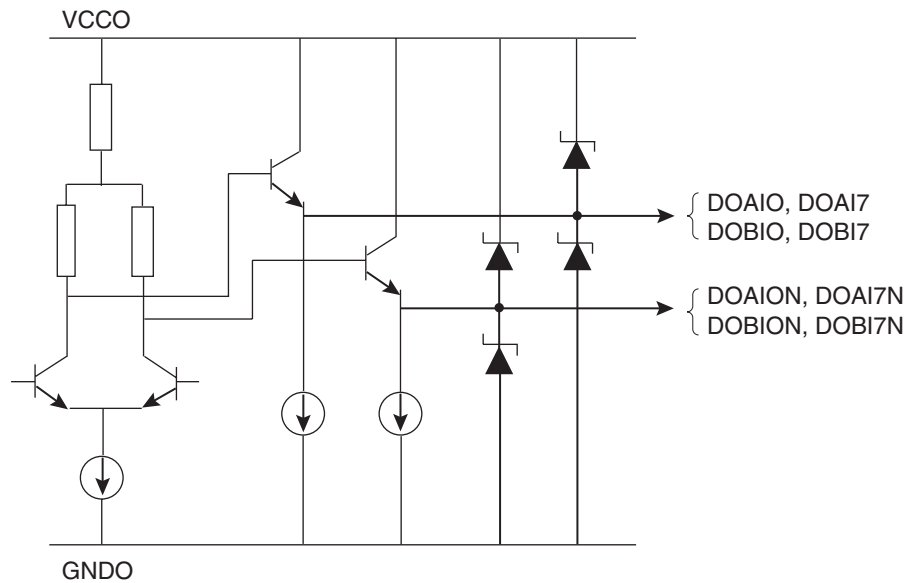 VCCO
DOAIO, DOAI7
DOBIO, DOBI7
DOAION, DOAI7N
DOBION, DOBI7N
GNDO